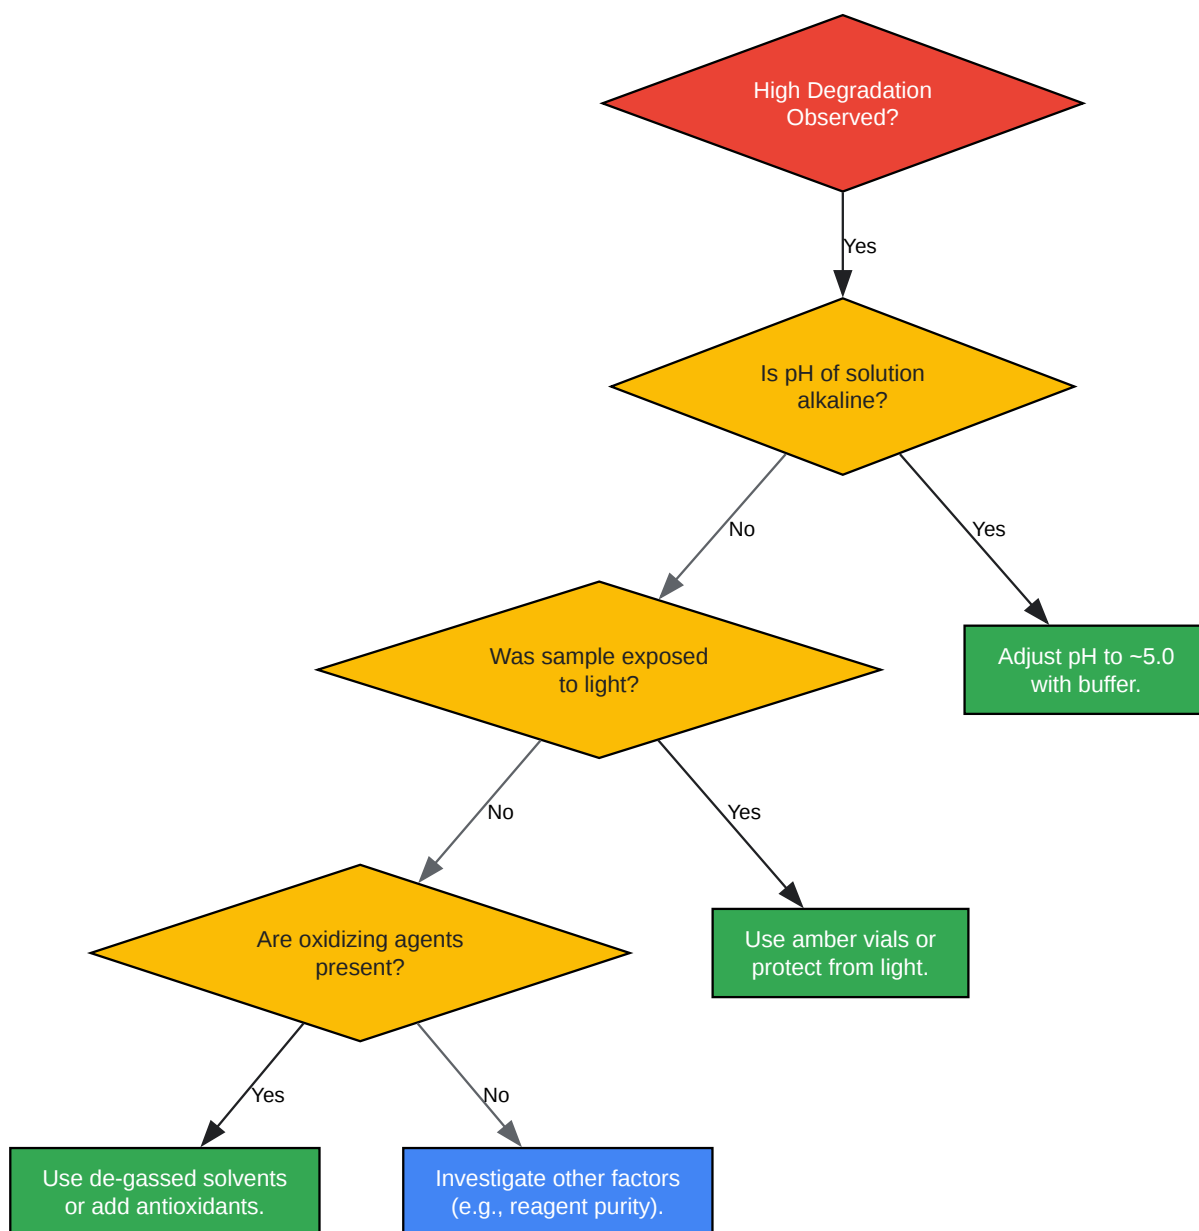 High Degradation
Observed?
Yes
Is pH of solution
alkaline?
No
Yes
Was sample exposed
to light?
Adjust pH to ~5.0
with buffer.
No
Yes
Are oxidizing agents
present?
Use amber vials or
protect from light.
Yes
No
Use de-gassed solvents
or add antioxidants.
Investigate other factors
(e.g., reagent purity).